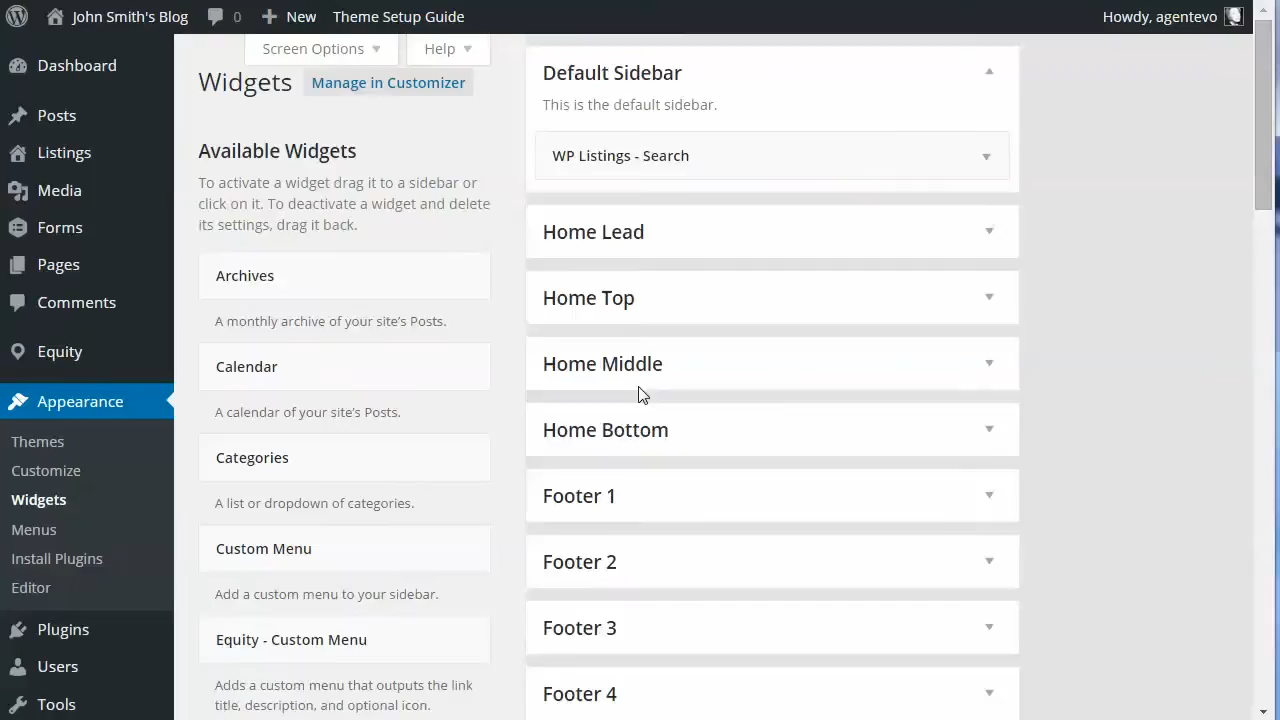 John Smith's Blog
0
New
Theme Setup Guide
Howdy, agentevo
Dashboard
Posts
Listings
Media
Forms
Pages
Comments
Equity
Appearance
Themes
Customize
Widgets
Menus
Install Plugins
Editor
Plugins
Users
Tools
Screen Options
Help
Widgets
Manage in Customizer
Available Widgets
To activate a widget drag it to a sidebar or
click on it. To deactivate a widget and delete
its settings, drag it back.
Archives
A monthly archive of your site's Posts.
Calendar
A calendar of your site's Posts.
Categories
A list or dropdown of categories.
Custom Menu
Add a custom menu to your sidebar.
Equity - Custom Menu
Adds a custom menu that outputs the link
title, description, and optional icon.
Default Sidebar
This is the default sidebar.
WP Listings - Search
Home Lead
Home Top
Home Middle
Home Bottom
Footer 1
Footer 2
Footer 3
Footer 4